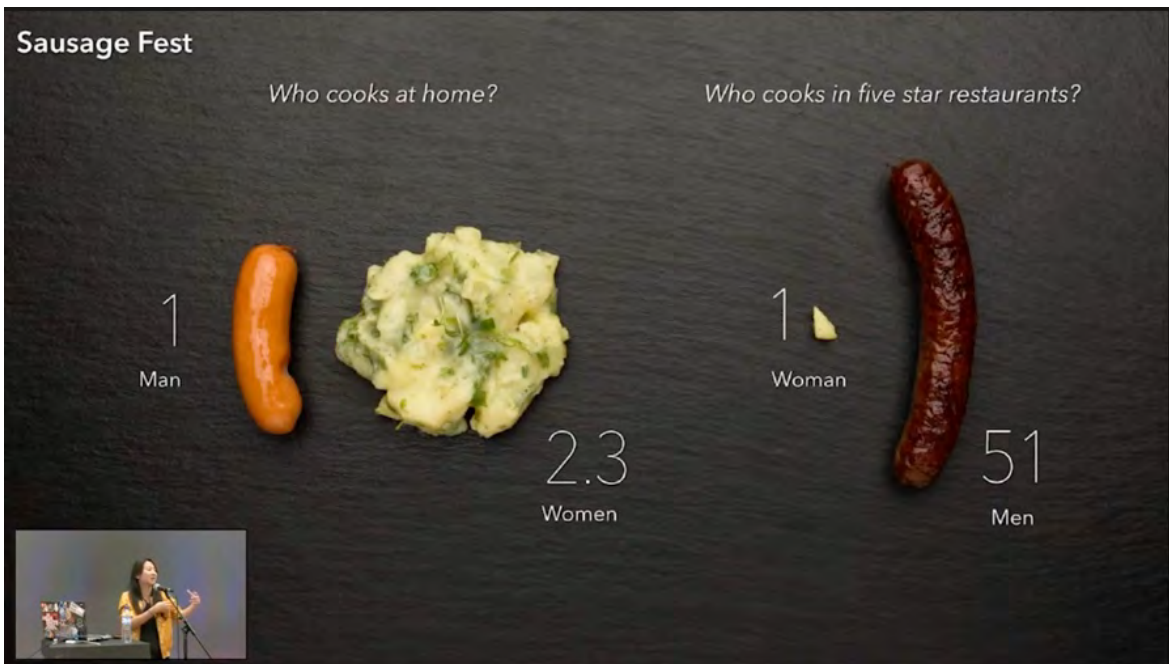 Sausage Fest
Who cooks at home?
1
Man
2.3
Women
Who cooks in five star restaurants?
1
Woman
51
Men